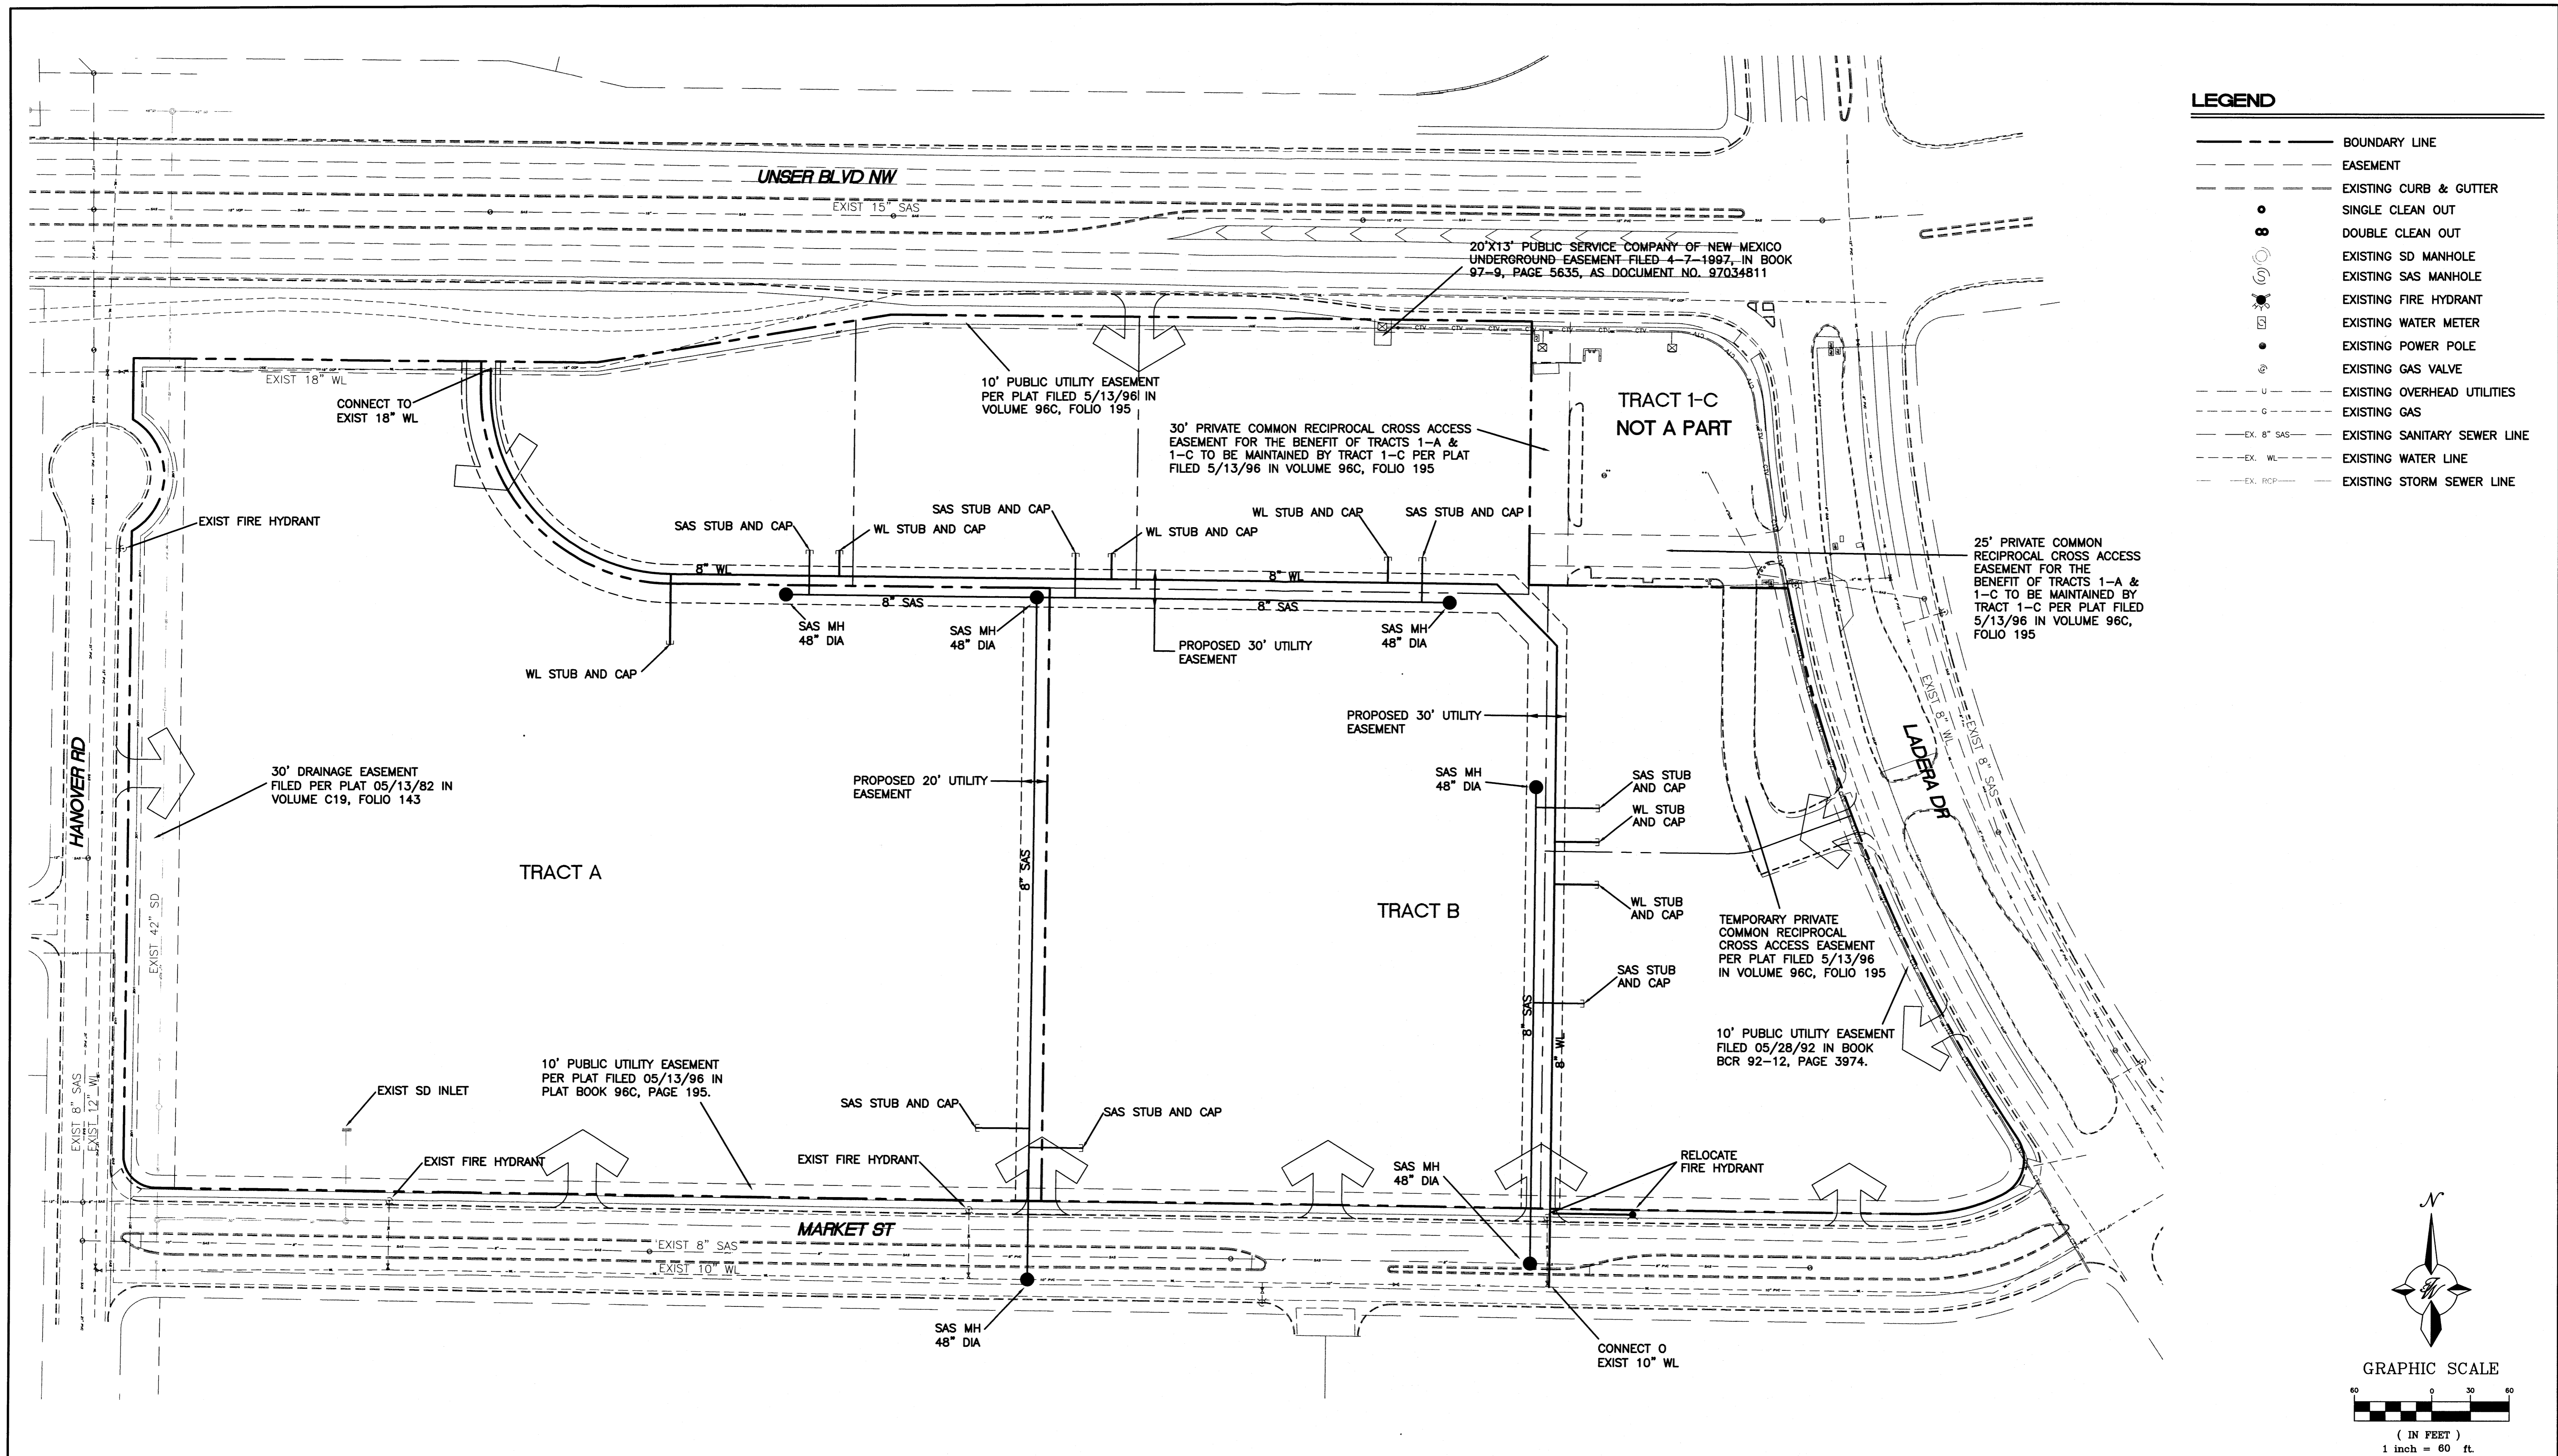 LEGEND
BOUNDARY LINE
EASEMENT
EXISTING CURB & GUTTER
SINGLE CLEAN OUT
DOUBLE CLEAN OUT
EXISTING SD MANHOLE
EXISTING SAS MANHOLE
EXISTING FIRE HYDRANT
EXISTING WATER METER
EXISTING POWER POLE
EXISTING GAS VALVE
U EXISTING OVERHEAD UTILITIES
G EXISTING GAS
EX. 8" SAS EXISTING SANITARY SEWER LINE
EX. WL EXISTING WATER LINE
EX. RCP EXISTING STORM SEWER LINE
UNSER BLVD NW
EXIST 15" SAS
20'X13' PUBLIC SERVICE COMPANY OF NEW MEXICO
UNDERGROUND EASEMENT FILED 4-7-1997, IN BOOK
97-9, PAGE 5635, AS DOCUMENT NO. 97034811
EXIST 18" WL
CONNECT TO
EXIST 18" WL
10' PUBLIC UTILITY EASEMENT
PER PLAT FILED 5/13/96 IN
VOLUME 96C, FOLIO 195
30' PRIVATE COMMON RECIPROCAL CROSS ACCESS
EASEMENT FOR THE BENEFIT OF TRACTS 1-A &
1-C TO BE MAINTAINED BY TRACT 1-C PER PLAT
FILED 5/13/96 IN VOLUME 96C, FOLIO 195
TRACT 1-C
NOT A PART
EXIST FIRE HYDRANT
SAS STUB AND CAP
WL STUB AND CAP
SAS STUB AND CAP
WL STUB AND CAP
WL STUB AND CAP
SAS STUB AND CAP
25' PRIVATE COMMON
RECIPROCAL CROSS ACCESS
EASEMENT FOR THE
BENEFIT OF TRACTS 1-A &
1-C TO BE MAINTAINED BY
TRACT 1-C PER PLAT FILED
5/13/96 IN VOLUME 96C,
FOLIO 195
8" WL
8" WL
8" SAS
8" SAS
SAS MH
48" DIA
SAS MH
48" DIA
SAS MH
48" DIA
WL STUB AND CAP
PROPOSED 30' UTILITY
EASEMENT
PROPOSED 30' UTILITY
EASEMENT
HANOVER RD
30' DRAINAGE EASEMENT
FILED PER PLAT 05/13/82 IN
VOLUME C19, FOLIO 143
PROPOSED 20' UTILITY
EASEMENT
SAS MH
48" DIA
SAS STUB
AND CAP
WL STUB
AND CAP
EXIST 8" WL
EXIST 8" SAS
LADERA DR
TRACT A
8" SAS
TRACT B
WL STUB
AND CAP
TEMPORARY PRIVATE
COMMON RECIPROCAL
CROSS ACCESS EASEMENT
PER PLAT FILED 5/13/96
IN VOLUME 96C, FOLIO 195
EXIST 42" SD
SAS STUB
AND CAP
8" SAS
8" WL
10' PUBLIC UTILITY EASEMENT
FILED 05/28/92 IN BOOK
BCR 92-12, PAGE 3974.
EXIST 8" SAS
EXIST 12" WL
EXIST SD INLET
10' PUBLIC UTILITY EASEMENT
PER PLAT FILED 05/13/96 IN
PLAT BOOK 96C, PAGE 195.
SAS STUB AND CAP
SAS STUB AND CAP
EXIST FIRE HYDRANT
EXIST FIRE HYDRANT
SAS MH
48" DIA
RELOCATE
FIRE HYDRANT
MARKET ST
EXIST 8" SAS
EXIST 10" WL
SAS MH
48" DIA
CONNECT O
EXIST 10" WL
N
GRAPHIC SCALE
60 0 30 60
( IN FEET )
1 inch = 60 ft.